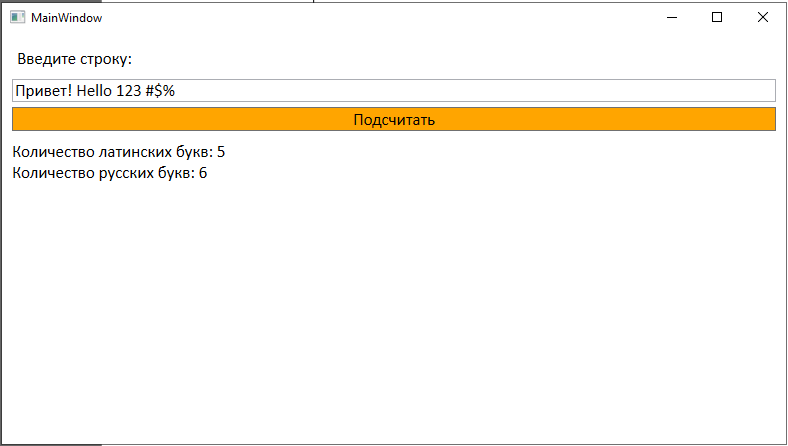 MainWindow
Введите строку:
Привет! Hello 123 #$%
Подсчитать
Количество латинских букв: 5
Количество русских букв: 6